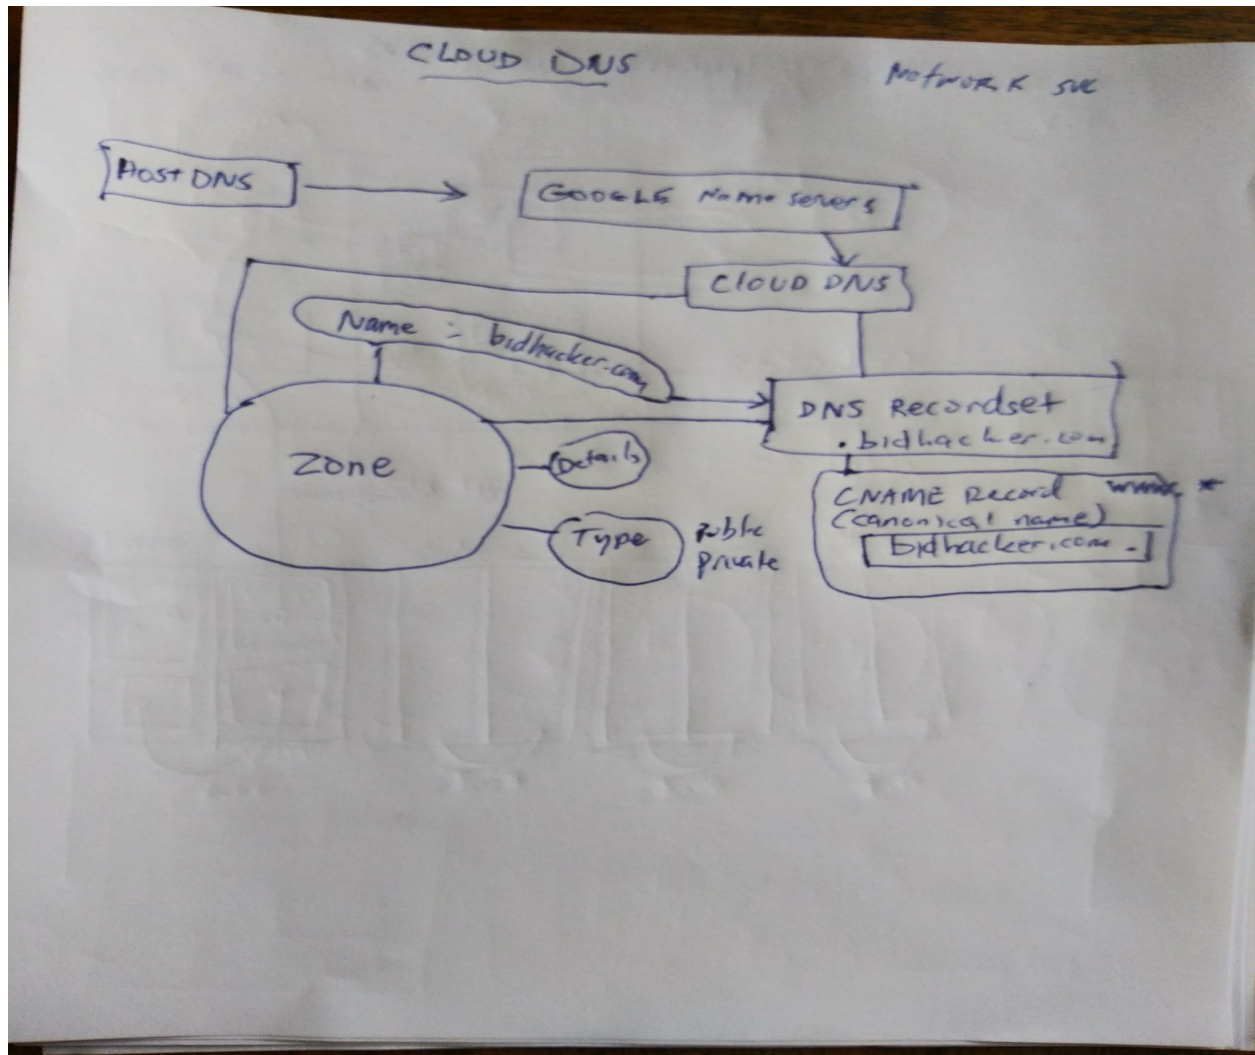 CLOUD DNS
Network svc
Host DNS
GOOGLE Name servers
CLOUD DNS
Name = bidhacker.com
DNS Recordset
.bidhacker.com
Zone
Details
CNAME Record *
(canonical name)
bidhacker.com.
Type
Public
private